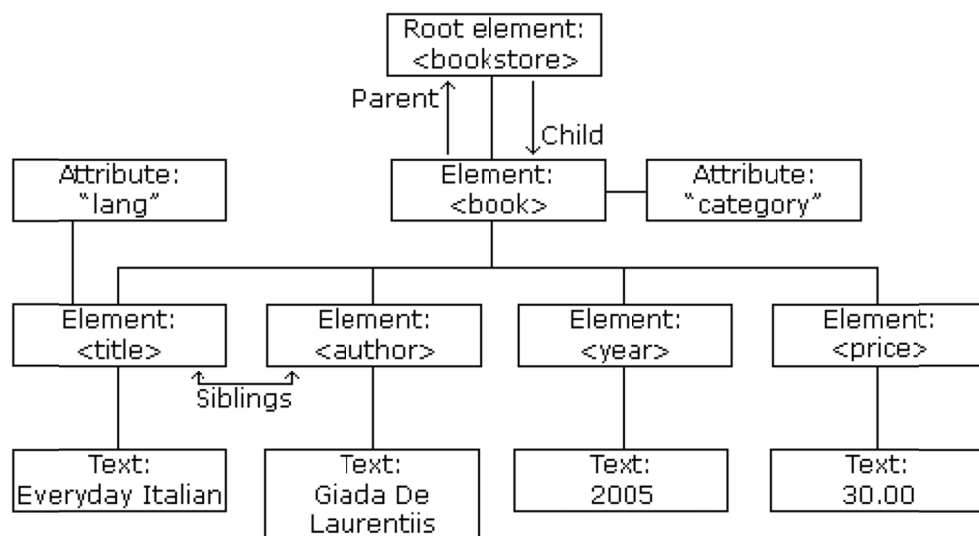 Root element:
<bookstore>
Parent
Child
Attribute:
“lang”
Element:
<book>
Attribute:
“category”
Element:
<title>
Element:
<author>
Element:
<year>
Element:
<price>
Siblings
Text:
Everyday Italian
Text:
Giada De
Laurentiis
Text:
2005
Text:
30.00